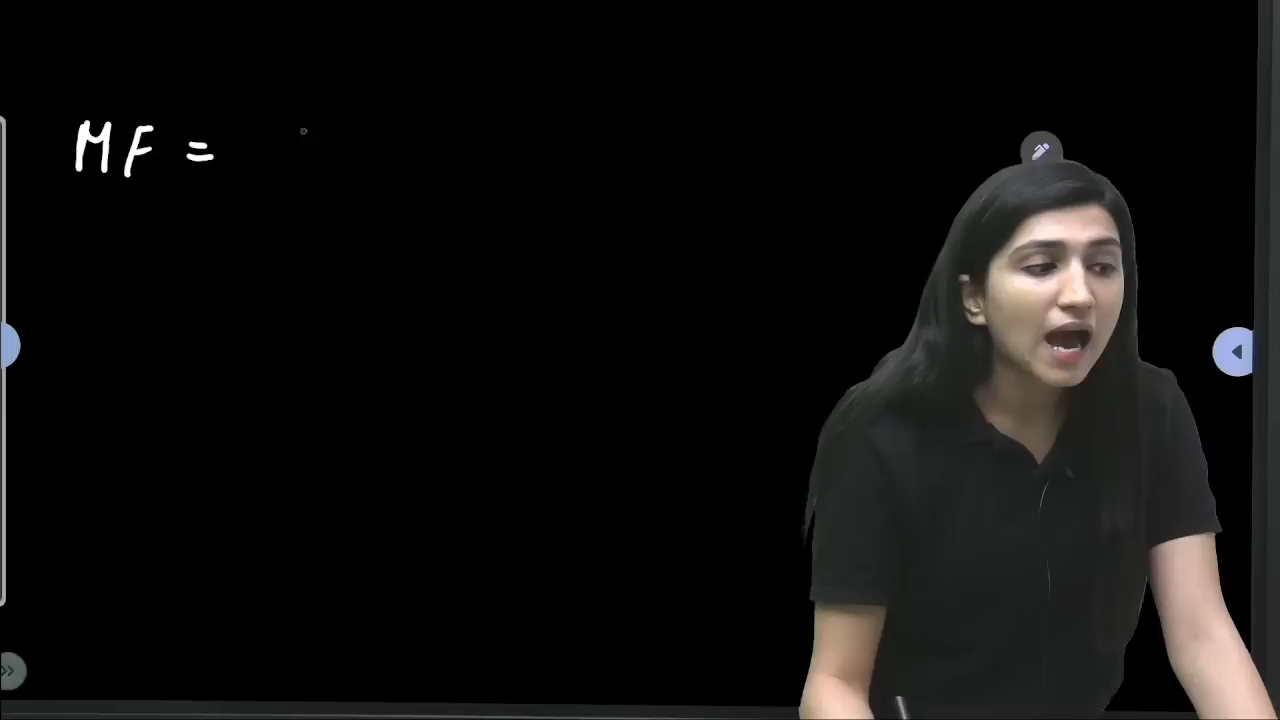 MF =